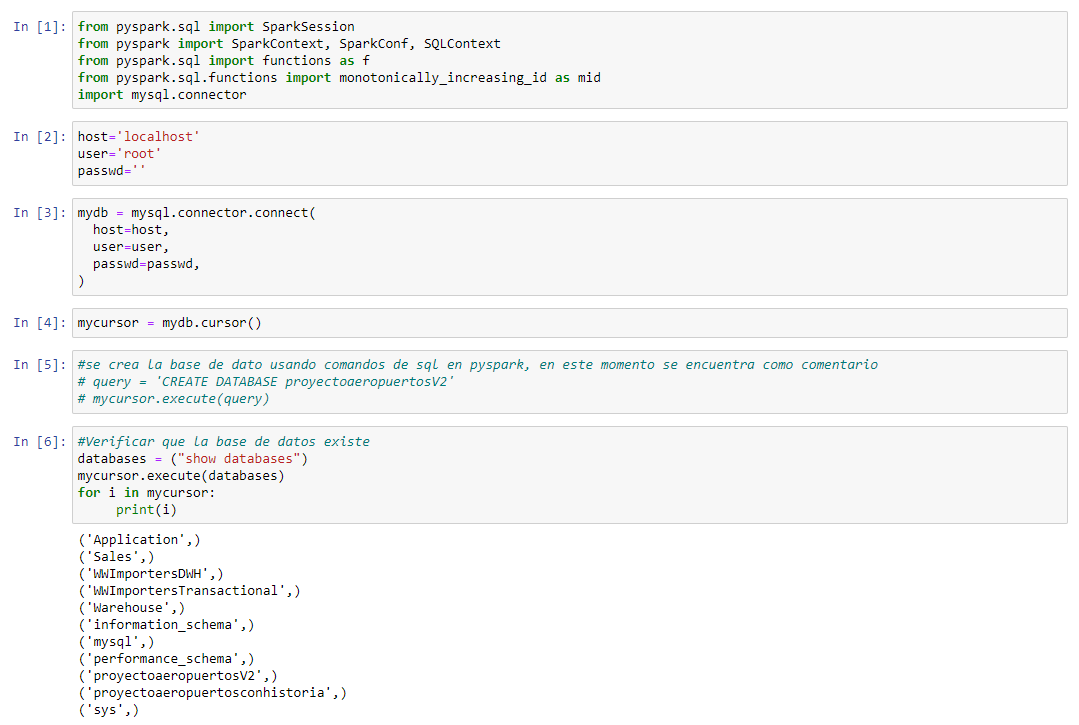 In [1]: from pyspark.sql import SparkSession
from pyspark import SparkContext, SparkConf, SQLContext
from pyspark.sql import functions as f
from pyspark.sql.functions import monotonically_increasing_id as mid
import mysql.connector
In [2]: host='localhost'
user='root'
passwd=''
In [3]: mydb = mysql.connector.connect(
  host=host,
  user=user,
  passwd=passwd,
)
In [4]: mycursor = mydb.cursor()
In [5]: #se crea la base de dato usando comandos de sql en pyspark, en este momento se encuentra como comentario
# query = 'CREATE DATABASE proyectoaeropuertosV2'
# mycursor.execute(query)
In [6]: #Verificar que la base de datos existe
databases = ("show databases")
mycursor.execute(databases)
for i in mycursor:
     print(i)
('Application',)
('Sales',)
('WWImportersDWH',)
('WWImportersTransactional',)
('Warehouse',)
('information_schema',)
('mysql',)
('performance_schema',)
('proyectoaeropuertosV2',)
('proyectoaeropuertosconhistoria',)
('sys',)